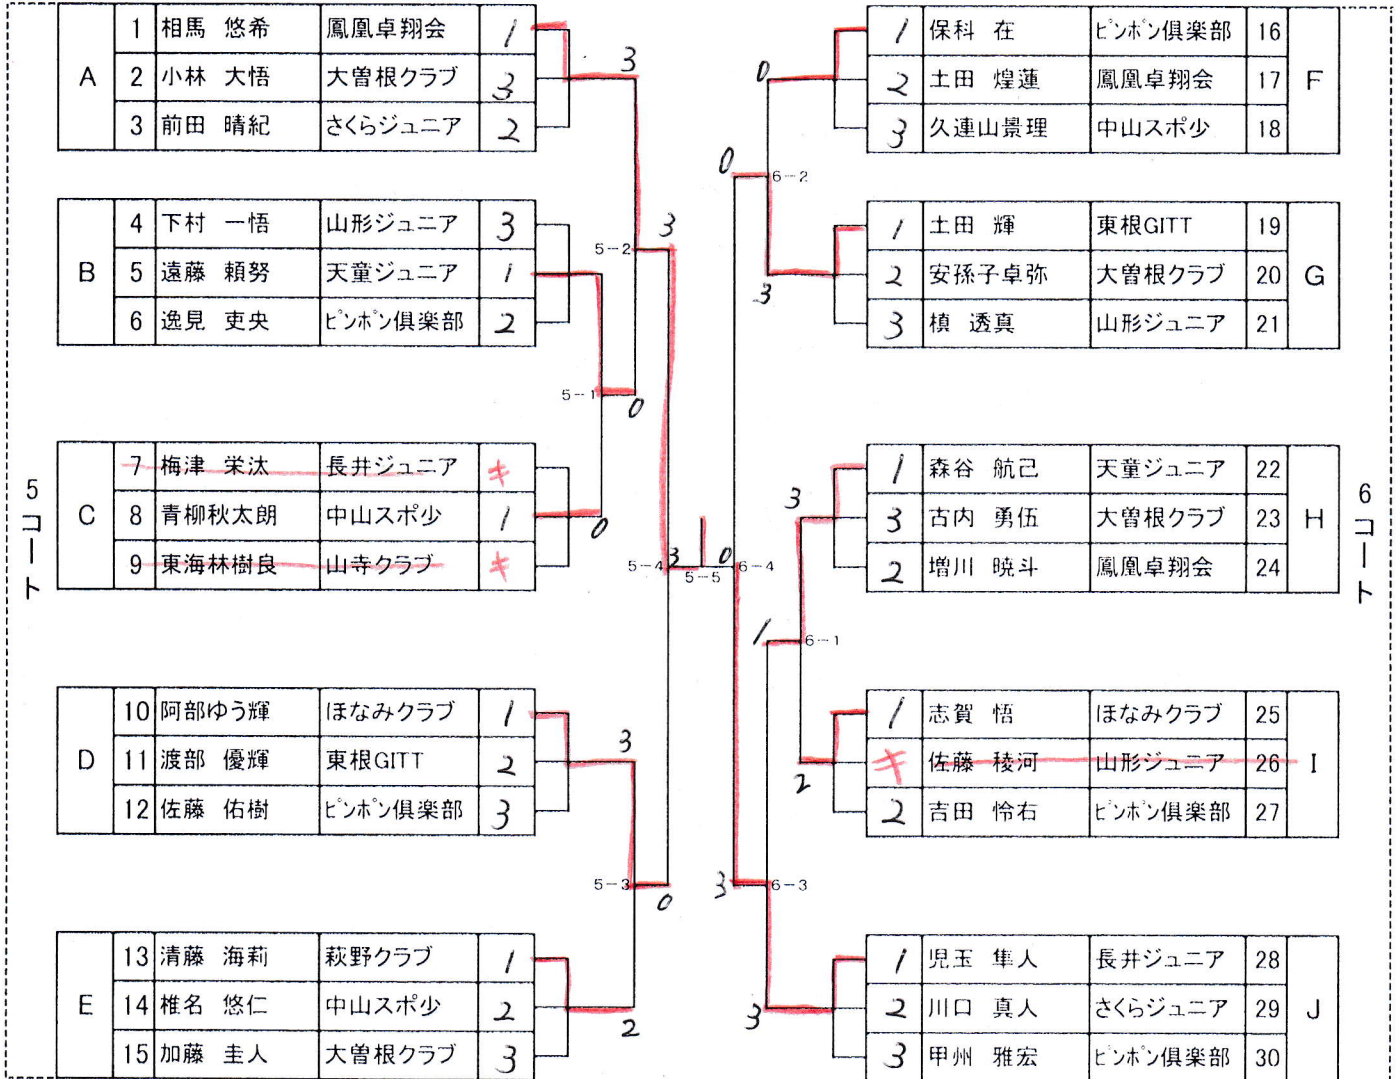 A
1 相馬 悠希 鳳凰卓翔会 1
2 小林 大悟 大曽根クラブ 3
3 前田 晴紀 さくらジュニア 2
B
4 下村 一悟 山形ジュニア 3
5 遠藤 頼努 天童ジュニア 1
6 逸見 吏央 ピンポン倶楽部 2
C
7 梅津 栄汰 長井ジュニア キ
8 青柳秋太朗 中山スポ少 1
9 東海林樹良 山寺クラブ キ
D
10 阿部ゆう輝 ほなみクラブ 1
11 渡部 優輝 東根GITT 2
12 佐藤 佑樹 ピンポン倶楽部 3
E
13 清藤 海莉 萩野クラブ 1
14 椎名 悠仁 中山スポ少 2
15 加藤 圭人 大曽根クラブ 3
5コート
3
5-2
3
5-1
0
0
5-4
3
5-5
0
6-4
3
5-3
0
2
0
0
6-2
3
3
1
6-1
2
3
6-3
3
F
1 保科 在 ピンポン倶楽部 16
2 土田 煌蓮 鳳凰卓翔会 17
3 久連山景理 中山スポ少 18
G
1 土田 輝 東根GITT 19
2 安孫子卓弥 大曽根クラブ 20
3 槙 透真 山形ジュニア 21
H
1 森谷 航己 天童ジュニア 22
3 古内 勇伍 大曽根クラブ 23
2 増川 暁斗 鳳凰卓翔会 24
I
1 志賀 悟 ほなみクラブ 25
キ 佐藤 稜河 山形ジュニア 26
2 吉田 怜右 ピンポン倶楽部 27
J
1 児玉 隼人 長井ジュニア 28
2 川口 真人 さくらジュニア 29
3 甲州 雅宏 ピンポン倶楽部 30
6コート